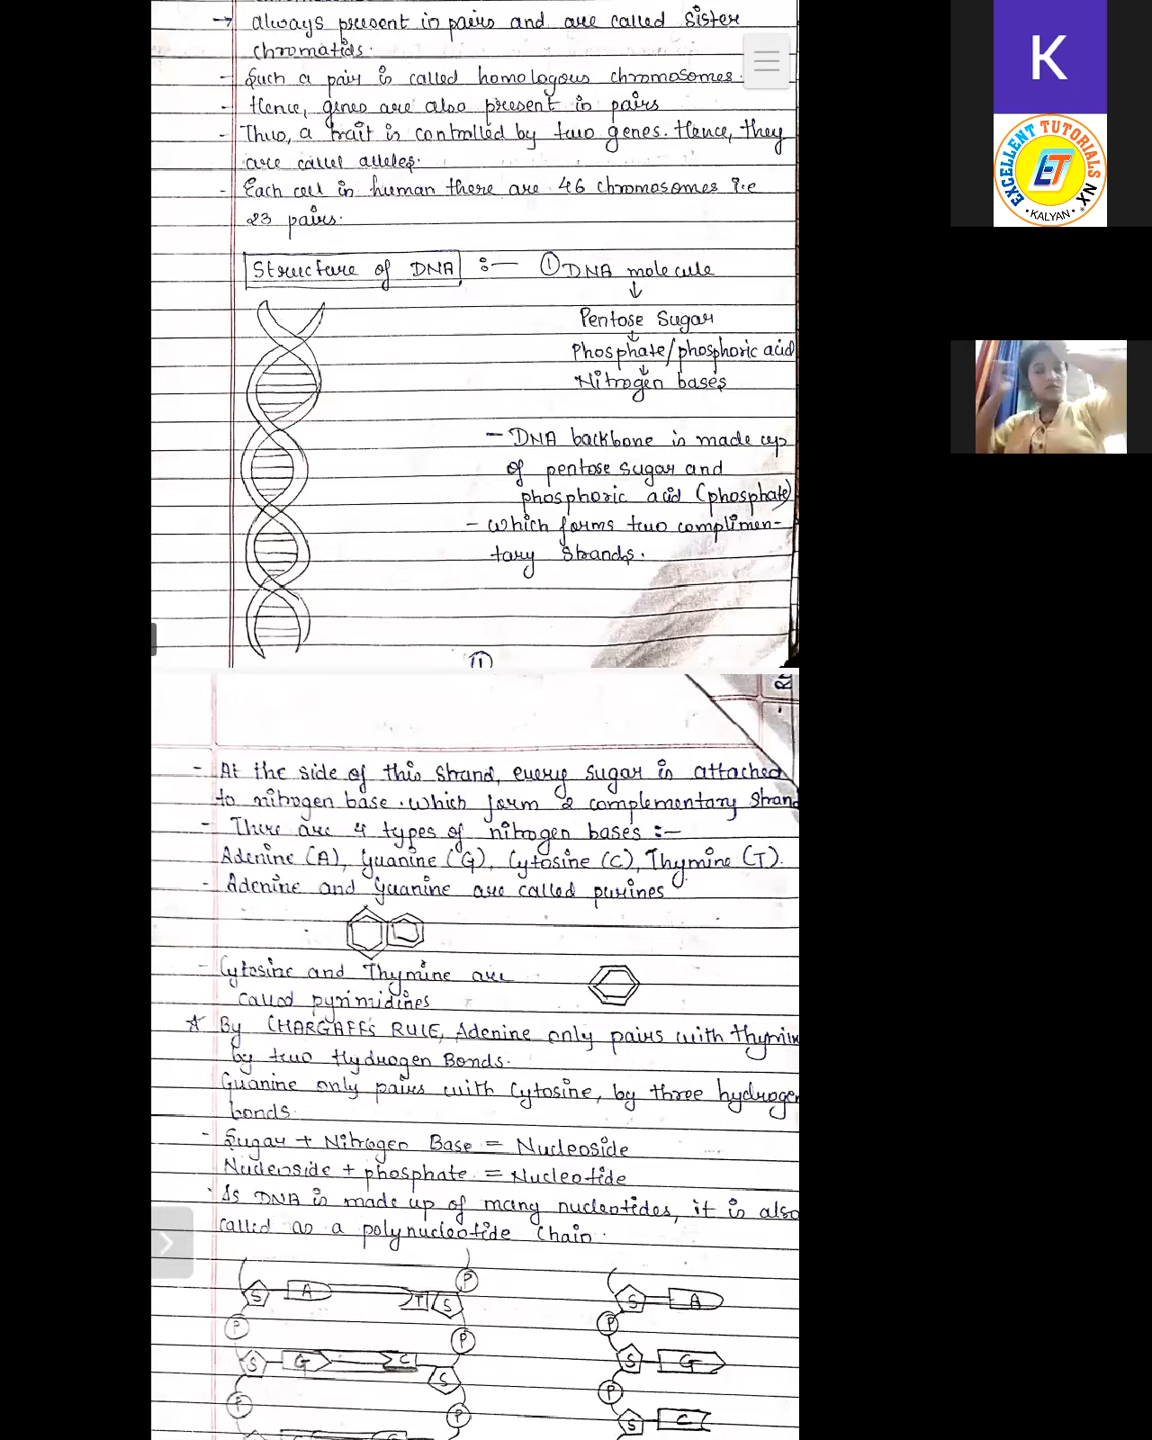 → always present in pairs and are called Sister
chromatids.
- Such a pair is called homologous chromosomes.
- Hence, genes are also present in pairs
- Thus, a trait is controlled by two genes. Hence, they
are called alleles.
- Each cell in human there are 46 chromosomes i.e
23 pairs.
Structure of DNA :— ① DNA molecule
↓
Pentose Sugar
↓
Phosphate/phosphoric acid
↓
Nitrogen bases
- DNA backbone is made up
of pentose sugar and
phosphoric acid (phosphate)
- which forms two complimen-
tary strands.
- At the side of this strand, every sugar is attached
to nitrogen base. which form 2 complementary strand
- There are 4 types of nitrogen bases :-
Adenine (A), Guanine (G), Cytosine (C), Thymine (T).
- Adenine and Guanine are called purines
- Cytosine and Thymine are
called pyrimidines
☆ By CHARGAFF's RULE, Adenine only pairs with thymin
by two Hydrogen Bonds.
Guanine only pairs with Cytosine, by three hydrogen
bonds.
- Sugar + Nitrogen Base = Nucleoside
Nucleoside + phosphate = Nucleotide
- As DNA is made up of many nucleotides, it is also
called as a polynucleotide chain.
P
S A T S S A
P P P
S G C S S G
P P P
S C
K
EXCELLENT TUTORIALS NX
ET
• KALYAN •